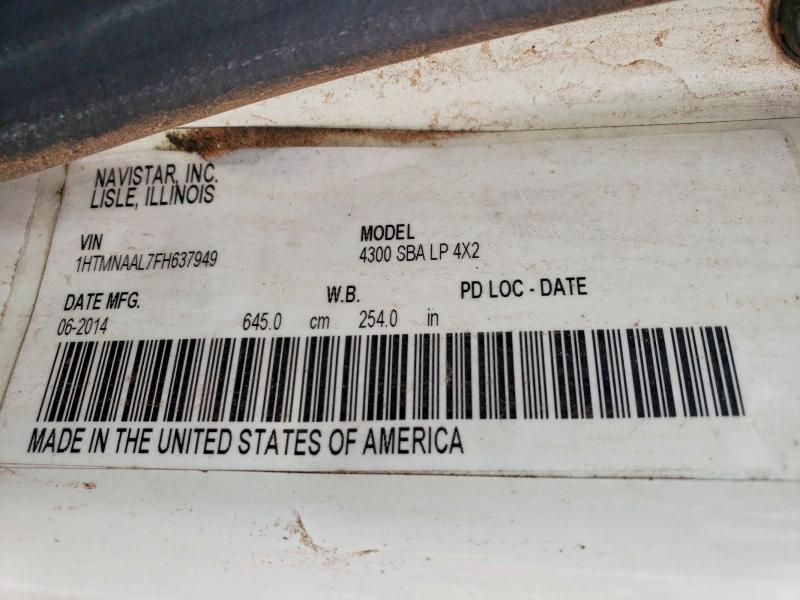 NAVISTAR, INC.
LISLE, ILLINOIS
VIN MODEL
1HTMNAAL7FH637949 4300 SBA LP 4X2
DATE MFG. W.B. PD LOC - DATE
06-2014 645.0 cm 254.0 in
MADE IN THE UNITED STATES OF AMERICA